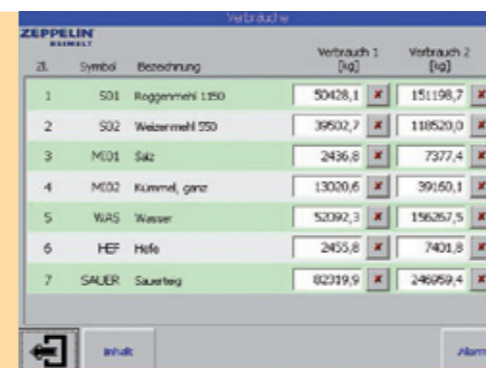 Verbräuche
ZEPPELIN
REIMELT
Zl. Symbol Bezeichnung Verbrauch 1 [kg] Verbrauch 2 [kg]
1 S01 Roggenmehl 1150 50428,1 151198,7
2 S02 Weizenmehl 550 39502,7 118520,0
3 MI01 Salz 2436,8 7377,4
4 MI02 Kümmel, ganz 13020,6 39160,1
5 WAS Wasser 52092,3 156267,5
6 HEF Hefe 2455,8 7401,8
7 SAUER Sauerteig 82319,9 246959,4
Inhalt Alarm